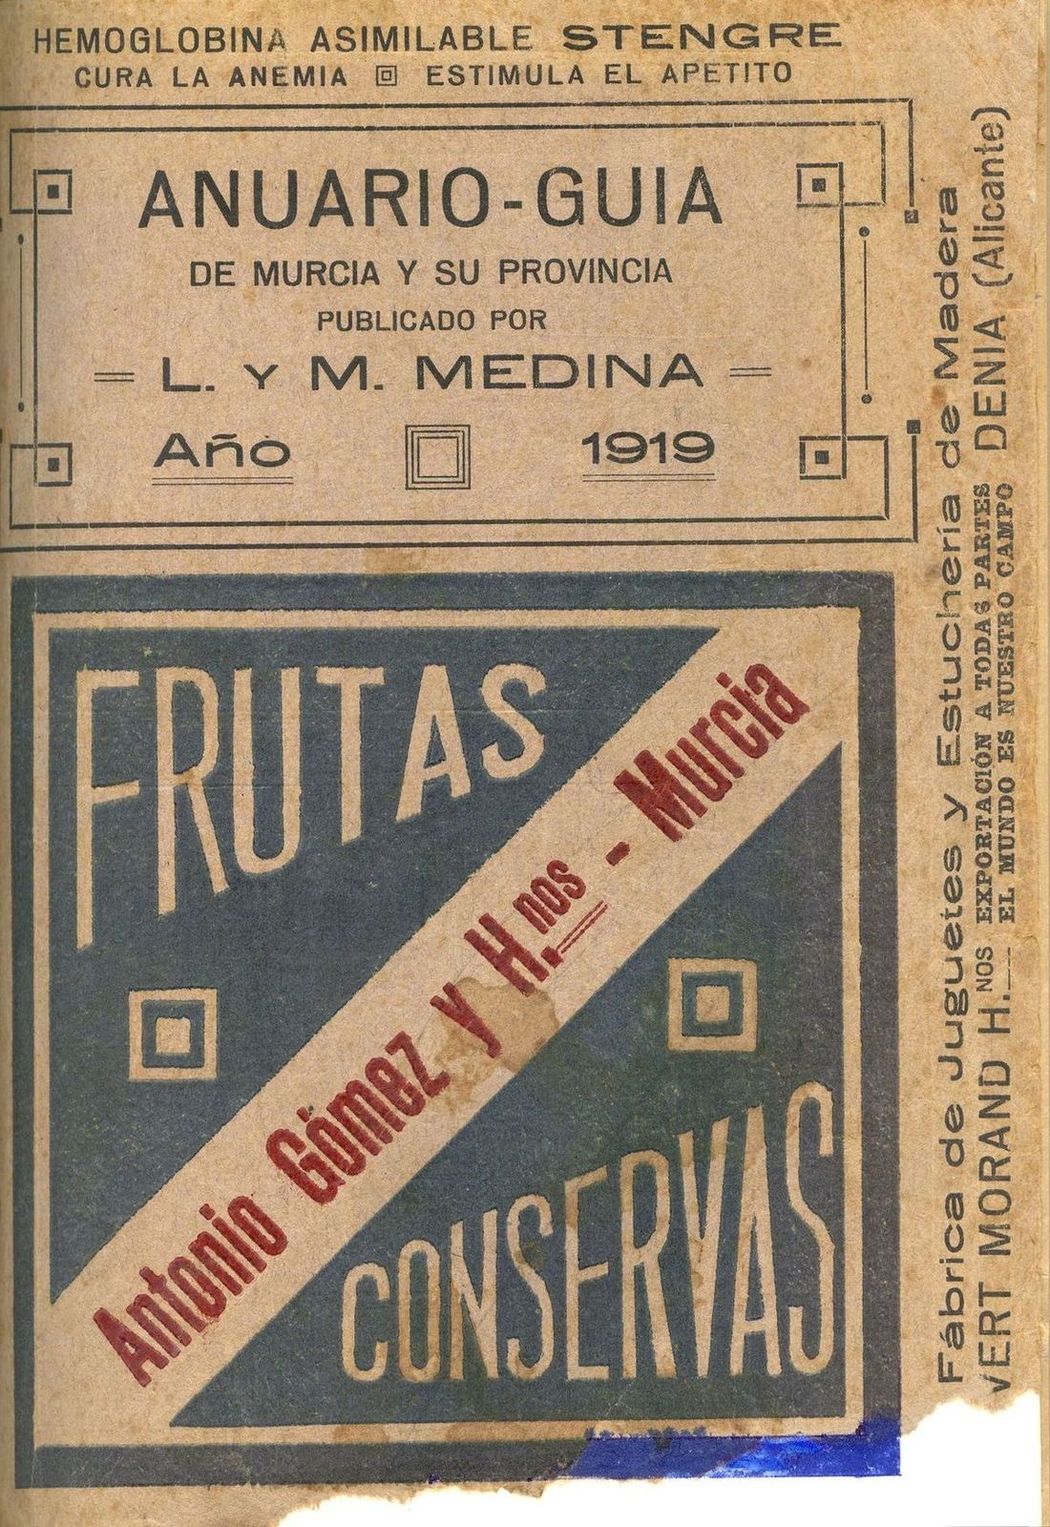 HEMOGLOBINA ASIMILABLE STENGRE
CURA LA ANEMIA ESTIMULA EL APETITO
ANUARIO-GUIA
DE MURCIA Y SU PROVINCIA
PUBLICADO POR
= L. Y M. MEDINA =
Año 1919
FRUTAS
Antonio Gómez y H.nos - Murcia
CONSERVAS
Fábrica de Juguetes y Estuchería de Madera
VERT MORAND H.NOS EXPORTACIÓN A TODAS PARTES DENIA (Alicante)
EL MUNDO ES NUESTRO CAMPO